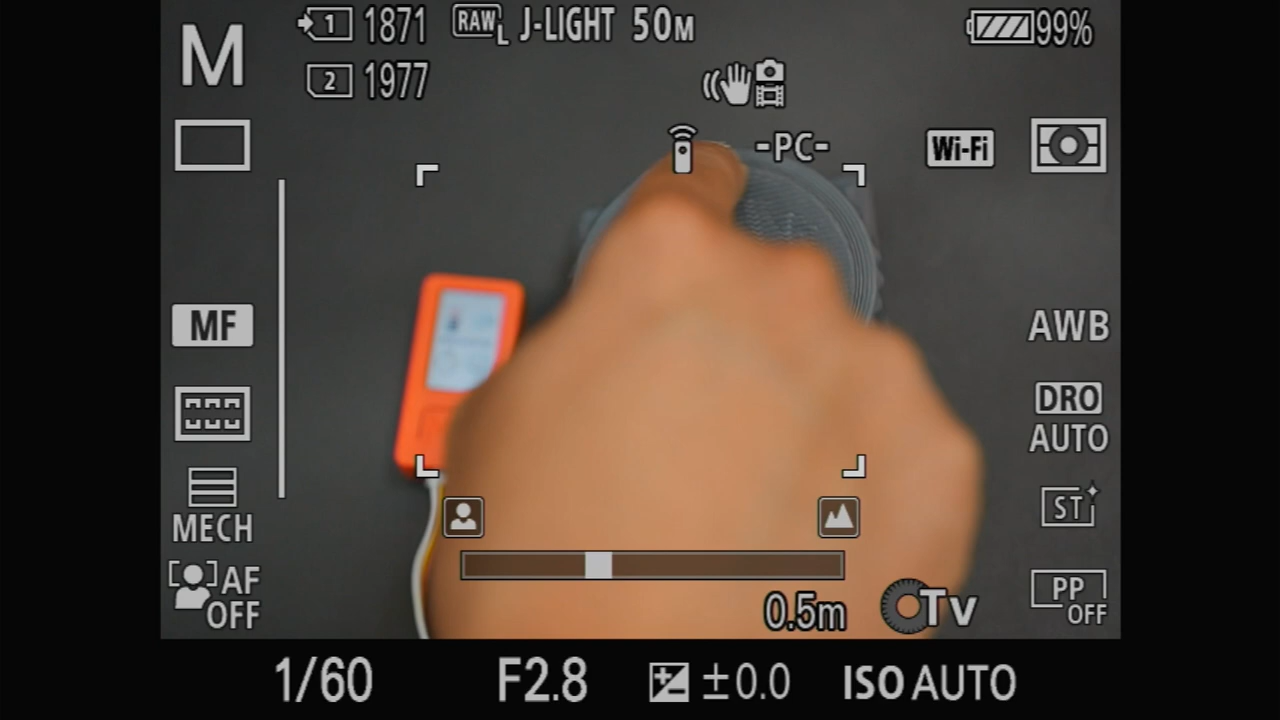 M
1 1871 RAW L J-LIGHT 50M 99%
2 1977
-PC- Wi-Fi
MF
AWB
DRO
AUTO
MECH
ST
AF
OFF
PP
OFF
0.5m
Tv
1/60 F2.8 ±0.0 ISO AUTO